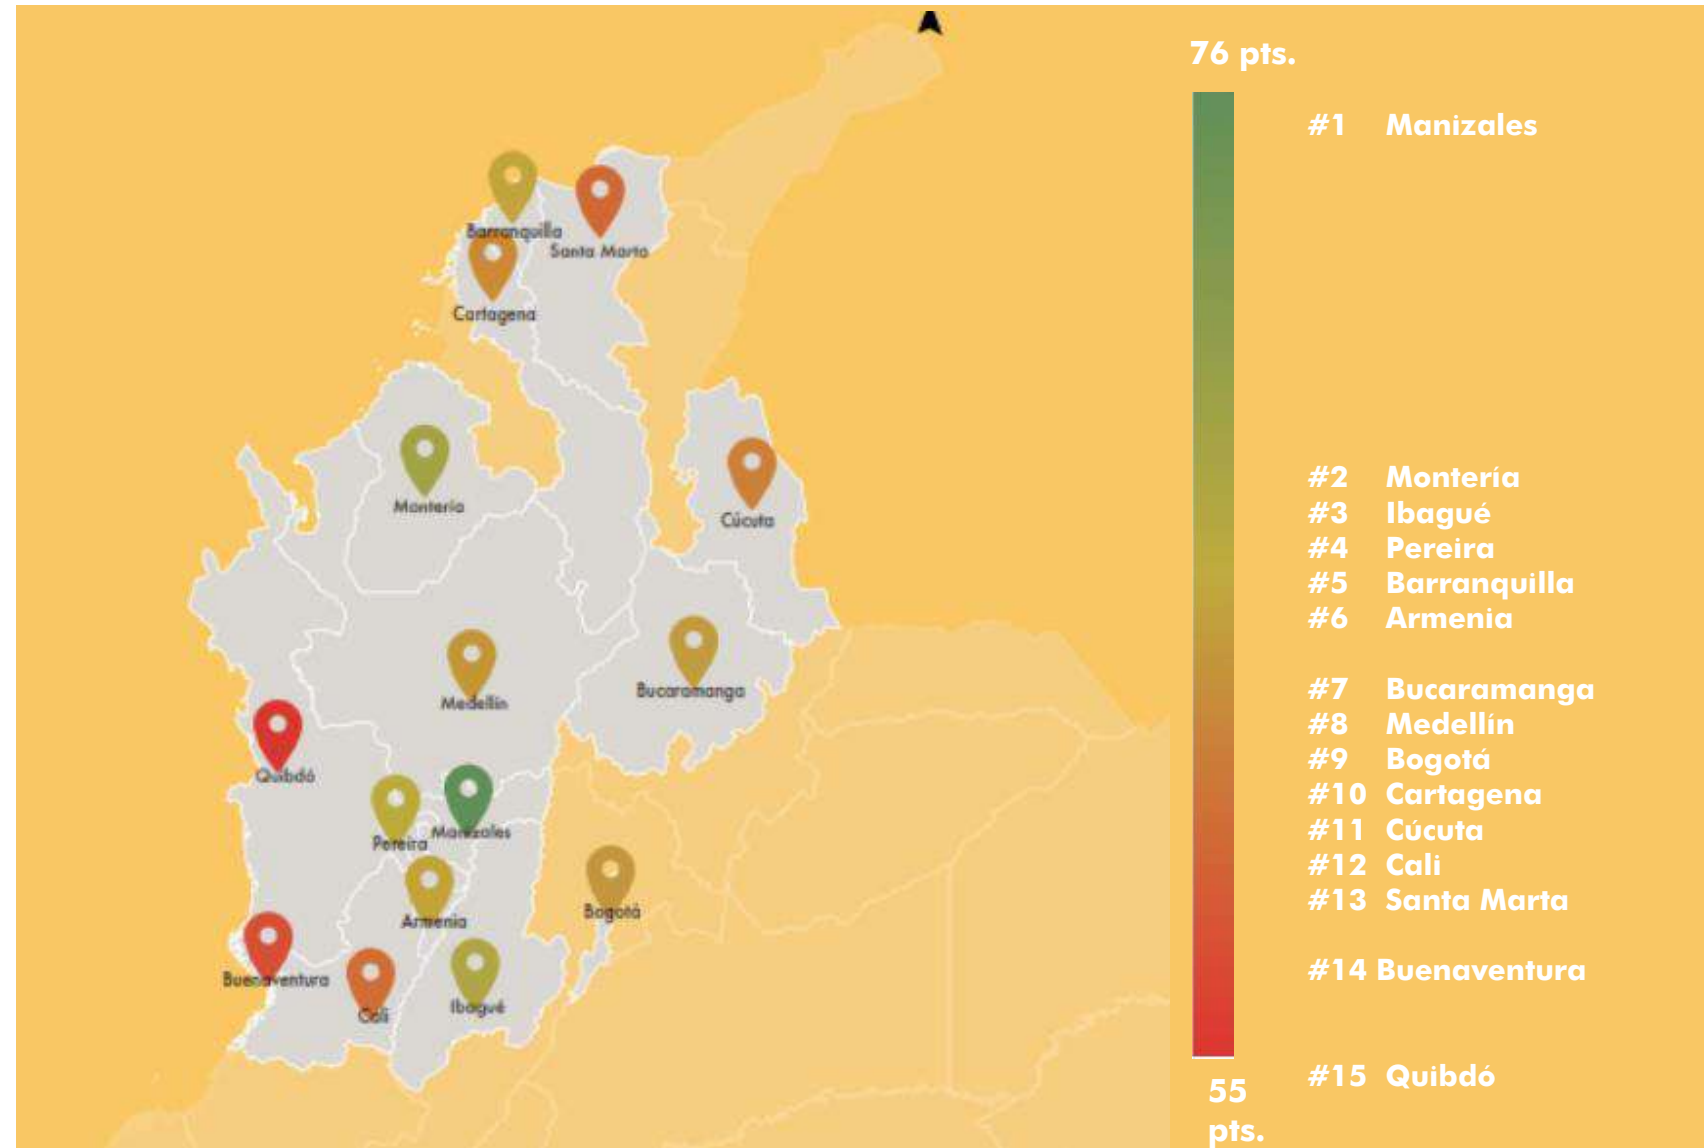 76 pts.
#1 Manizales
#2 Montería
#3 Ibagué
#4 Pereira
#5 Barranquilla
#6 Armenia
#7 Bucaramanga
#8 Medellín
#9 Bogotá
#10 Cartagena
#11 Cúcuta
#12 Cali
#13 Santa Marta
#14 Buenaventura
#15 Quibdó
55
pts.
Barranquilla
Santa Marta
Cartagena
Montería
Cúcuta
Bucaramanga
Medellín
Quibdó
Manizales
Pereira
Bogotá
Armenia
Buenaventura
Ibagué
Cali